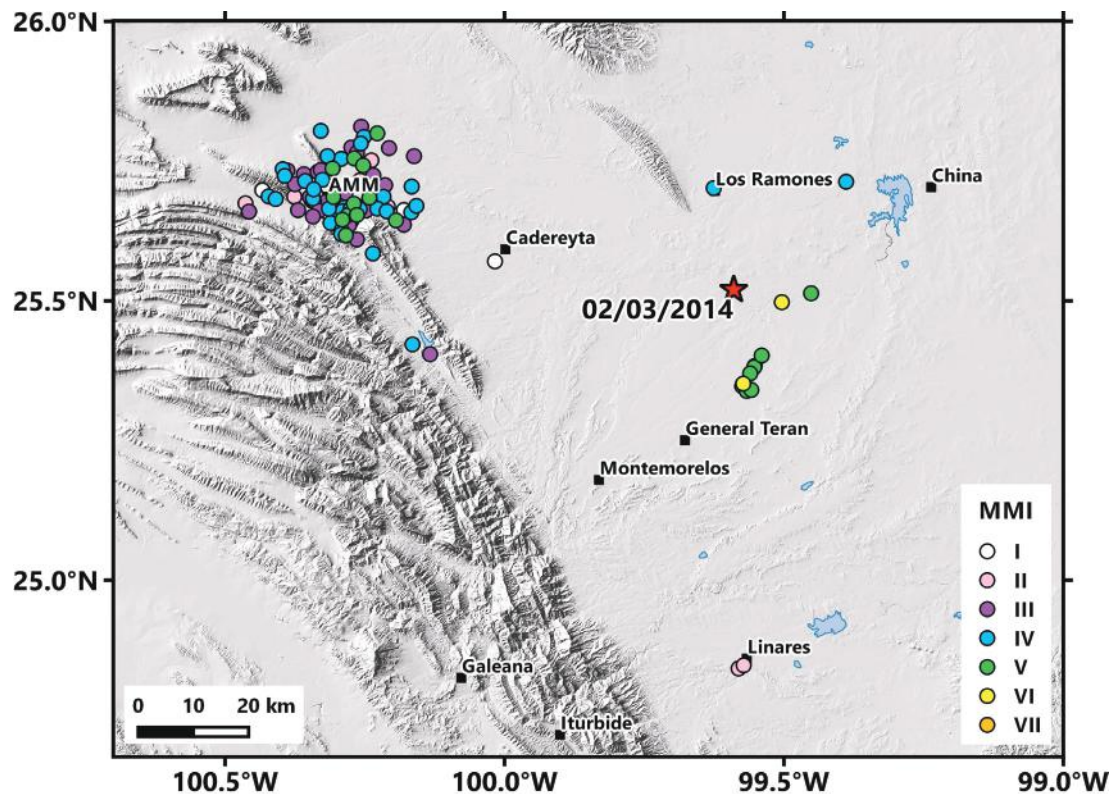 26.0°N
AMM
Los Ramones
China
Cadereyta
25.5°N
02/03/2014
General Teran
Montemorelos
MMI
I
II
25.0°N
III
IV
Linares
V
Galeana
VI
0 10 20 km
VII
Iturbide
100.5°W 100.0°W 99.5°W 99.0°W